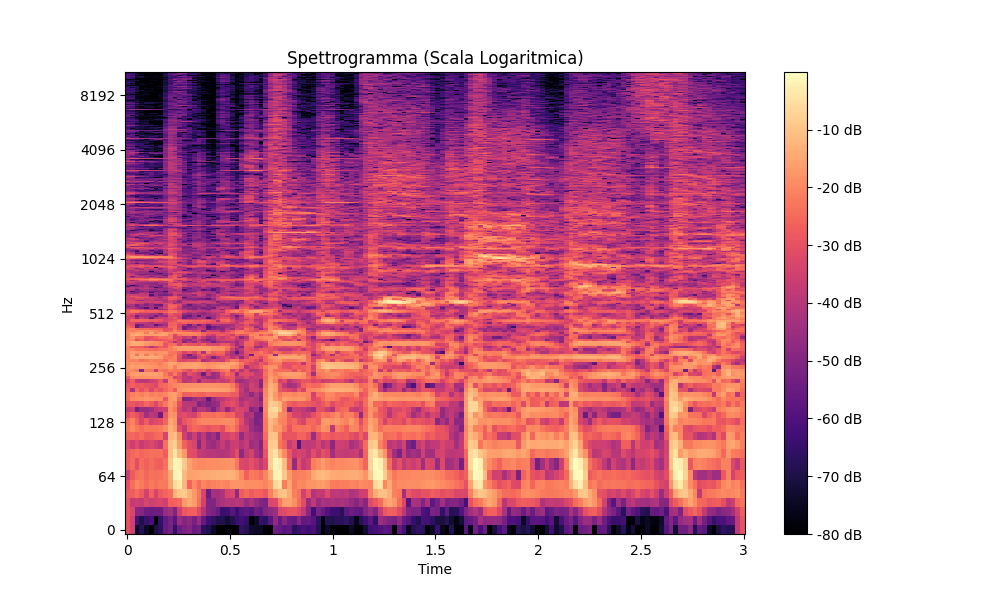 Spettrogramma (Scala Logaritmica)
8192
4096
2048
1024
512
256
128
64
0
Hz
0 0.5 1 1.5 2 2.5 3
Time
-10 dB
-20 dB
-30 dB
-40 dB
-50 dB
-60 dB
-70 dB
-80 dB